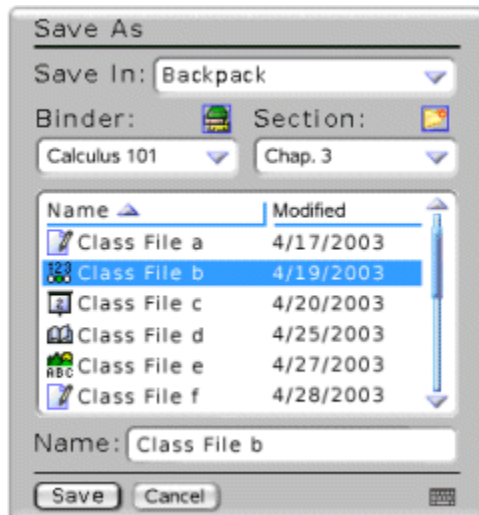 Save As
Save In: Backpack
Binder: Section:
Calculus 101 Chap. 3
Name Modified
Class File a 4/17/2003
123 Class File b 4/19/2003
Class File c 4/20/2003
Class File d 4/25/2003
ABC Class File e 4/27/2003
Class File f 4/28/2003
Name: Class File b
Save Cancel